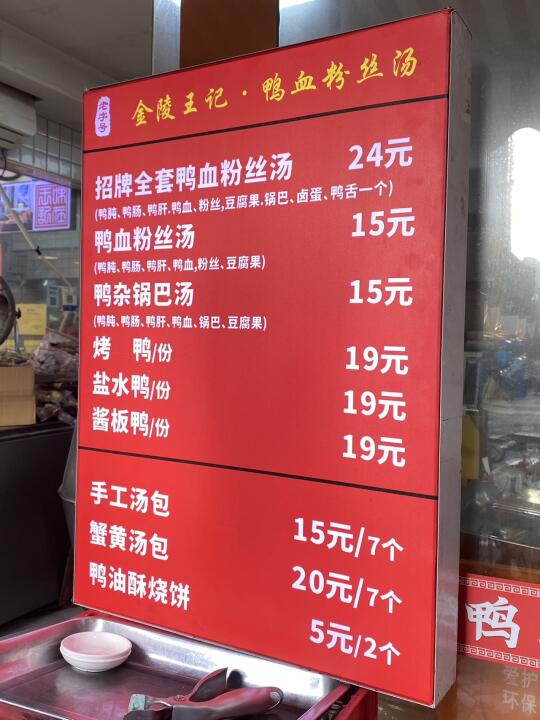 老字号
金陵王记·鸭血粉丝汤
招牌全套鸭血粉丝汤 24元
(鸭肫、鸭肠、鸭肝.鸭血、粉丝,豆腐果.锅巴、卤蛋、鸭舌一个)
鸭血粉丝汤 15元
(鸭肫、鸭肠、鸭肝、鸭血,粉丝、豆腐果)
鸭杂锅巴汤 15元
(鸭肫、鸭肠、鸭肝、鸭血、锅巴、豆腐果)
烤 鸭/份 19元
盐水鸭/份 19元
酱板鸭/份 19元
手工汤包 15元/7个
蟹黄汤包 20元/7个
鸭油酥烧饼 5元/2个
鸭
爱护
环保